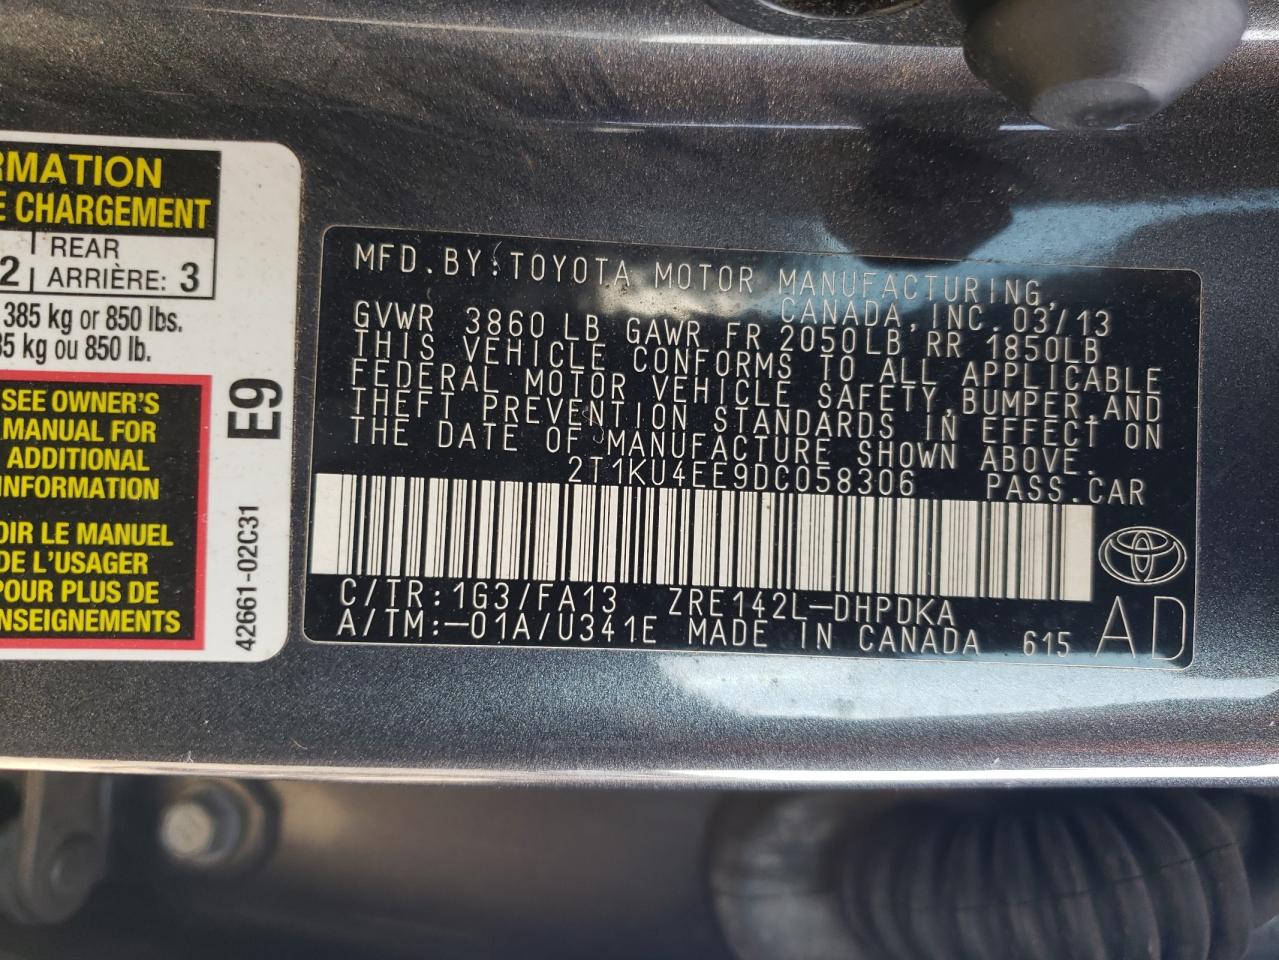 RMATION
E CHARGEMENT
2 REAR
ARRIÈRE: 3
385 kg or 850 lbs.
35 kg ou 850 lb.
SEE OWNER'S
MANUAL FOR
ADDITIONAL
INFORMATION
OIR LE MANUEL
DE L'USAGER
POUR PLUS DE
ENSEIGNEMENTS
E9
42661-02C31
MFD.BY:TOYOTA MOTOR MANUFACTURING,
CANADA,INC.03/13
GVWR 3860LB GAWR FR 2050LB RR 1850LB
THIS VEHICLE CONFORMS TO ALL APPLICABLE
FEDERAL MOTOR VEHICLE SAFETY,BUMPER,AND
THEFT PREVENTION STANDARDS IN EFFECT ON
THE DATE OF MANUFACTURE SHOWN ABOVE.
2T1KU4EE9DC058306 PASS.CAR
C/TR:1G3/FA13 ZRE142L-DHPDKA
A/TM:-01A/U341E MADE IN CANADA 615
AD